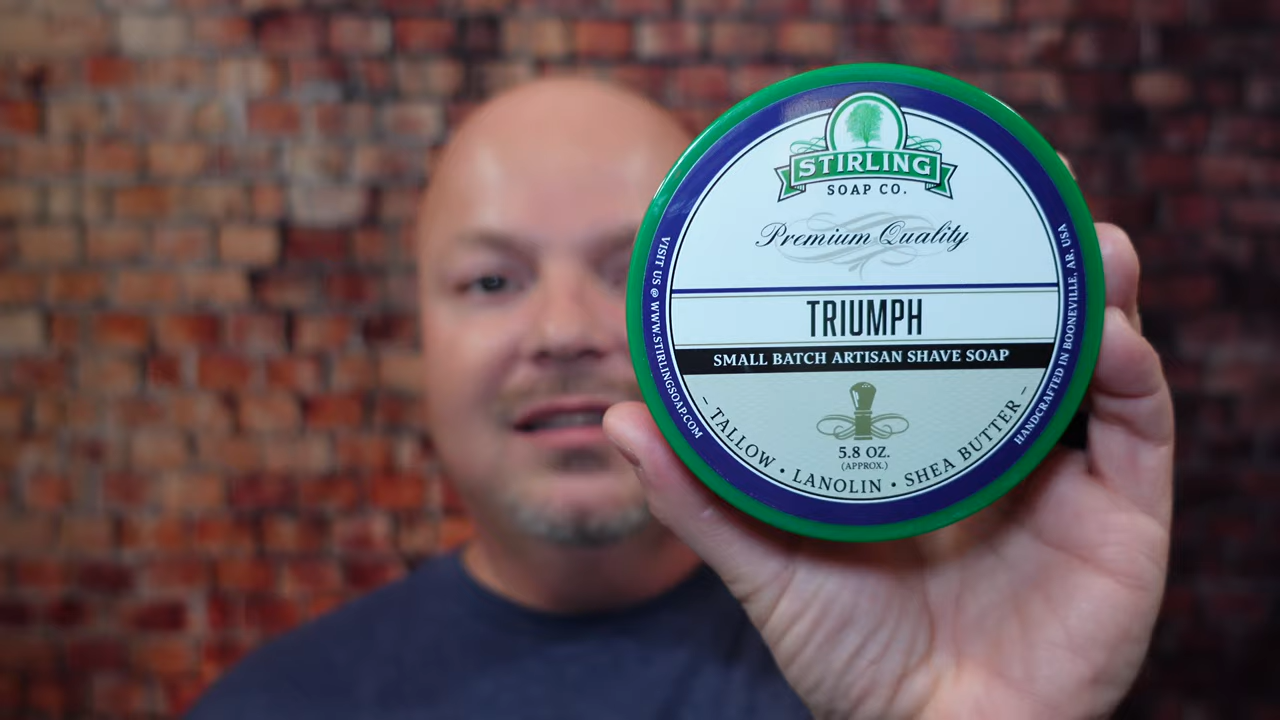 STIRLING
SOAP CO.
Premium Quality
TRIUMPH
SMALL BATCH ARTISAN SHAVE SOAP
5.8 OZ.
(APPROX.)
- TALLOW • LANOLIN • SHEA BUTTER -
VISIT US @ WWW.STIRLINGSOAP.COM
HANDCRAFTED IN BOONEVILLE, AR, USA